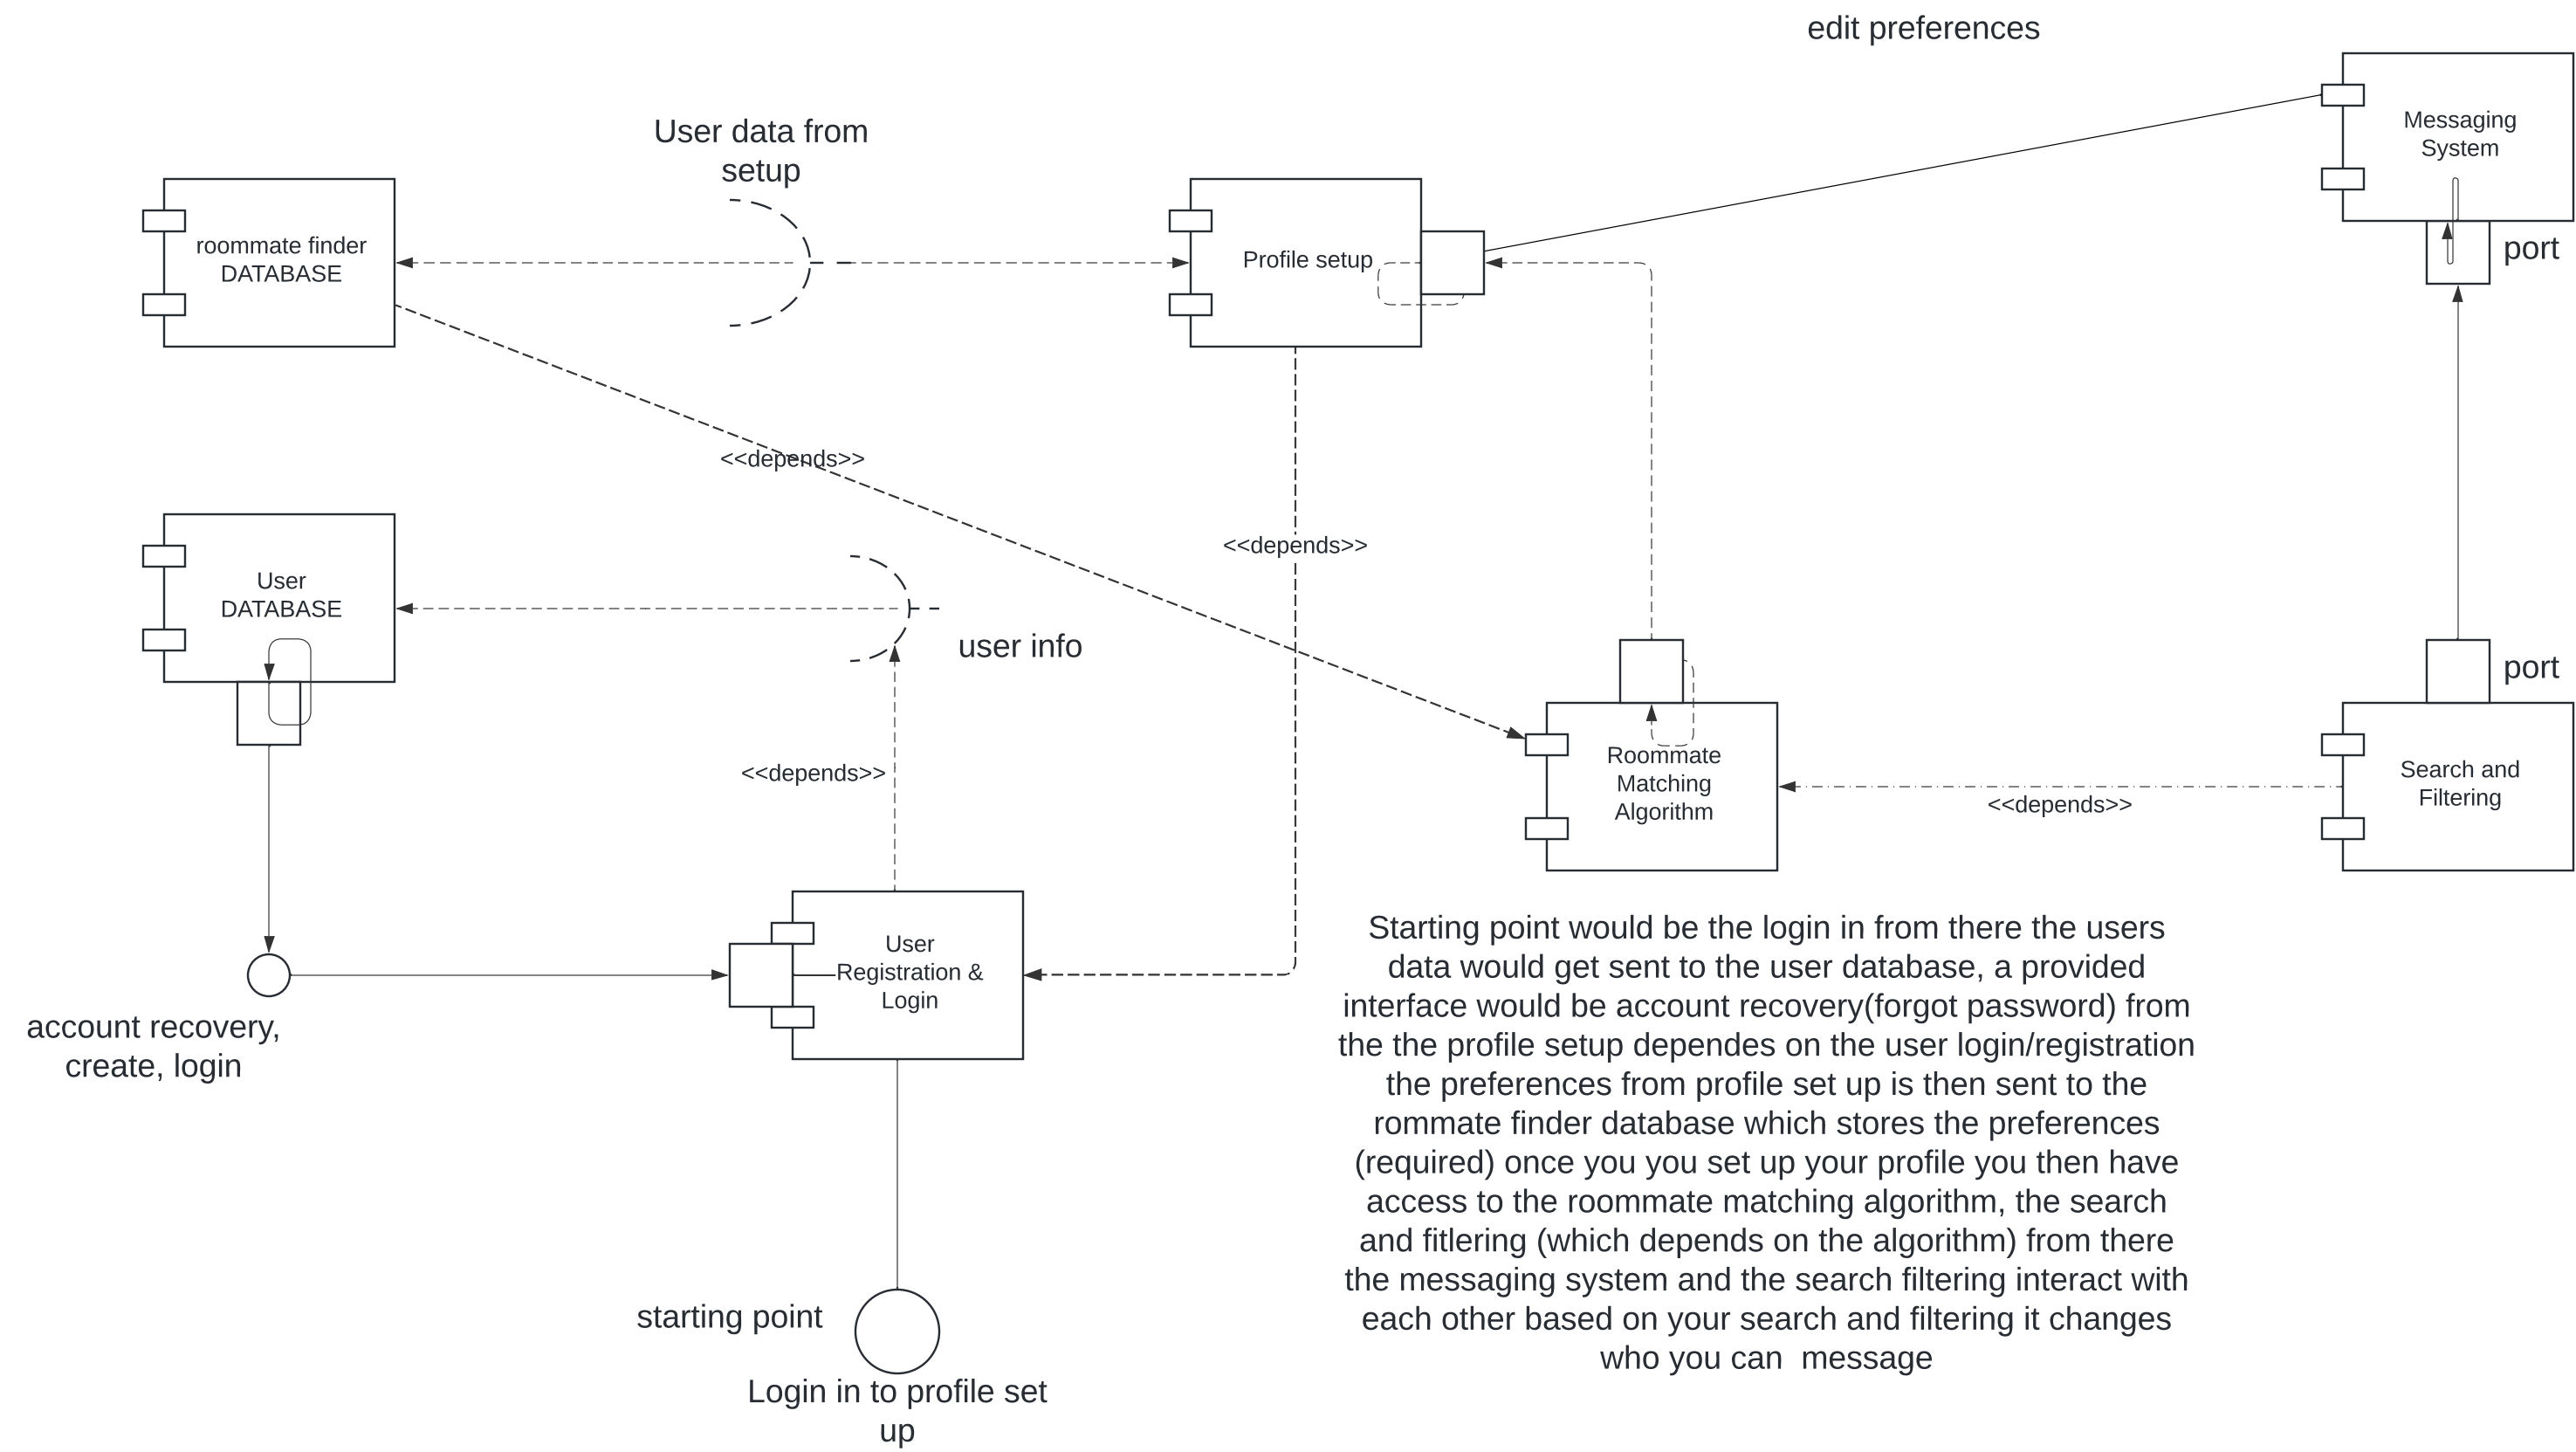 edit preferences
Messaging
System
port
User data from
setup
roommate finder
DATABASE
Profile setup
<<depends>>
<<depends>>
User
DATABASE
user info
port
<<depends>>
Roommate
Matching
Algorithm
<<depends>>
Search and
Filtering
User
Registration &
Login
account recovery,
create, login
Starting point would be the login in from there the users
data would get sent to the user database, a provided
interface would be account recovery(forgot password) from
the the profile setup dependes on the user login/registration
the preferences from profile set up is then sent to the
rommate finder database which stores the preferences
(required) once you you set up your profile you then have
access to the roommate matching algorithm, the search
and fitlering (which depends on the algorithm) from there
the messaging system and the search filtering interact with
each other based on your search and filtering it changes
who you can  message
starting point
Login in to profile set
up